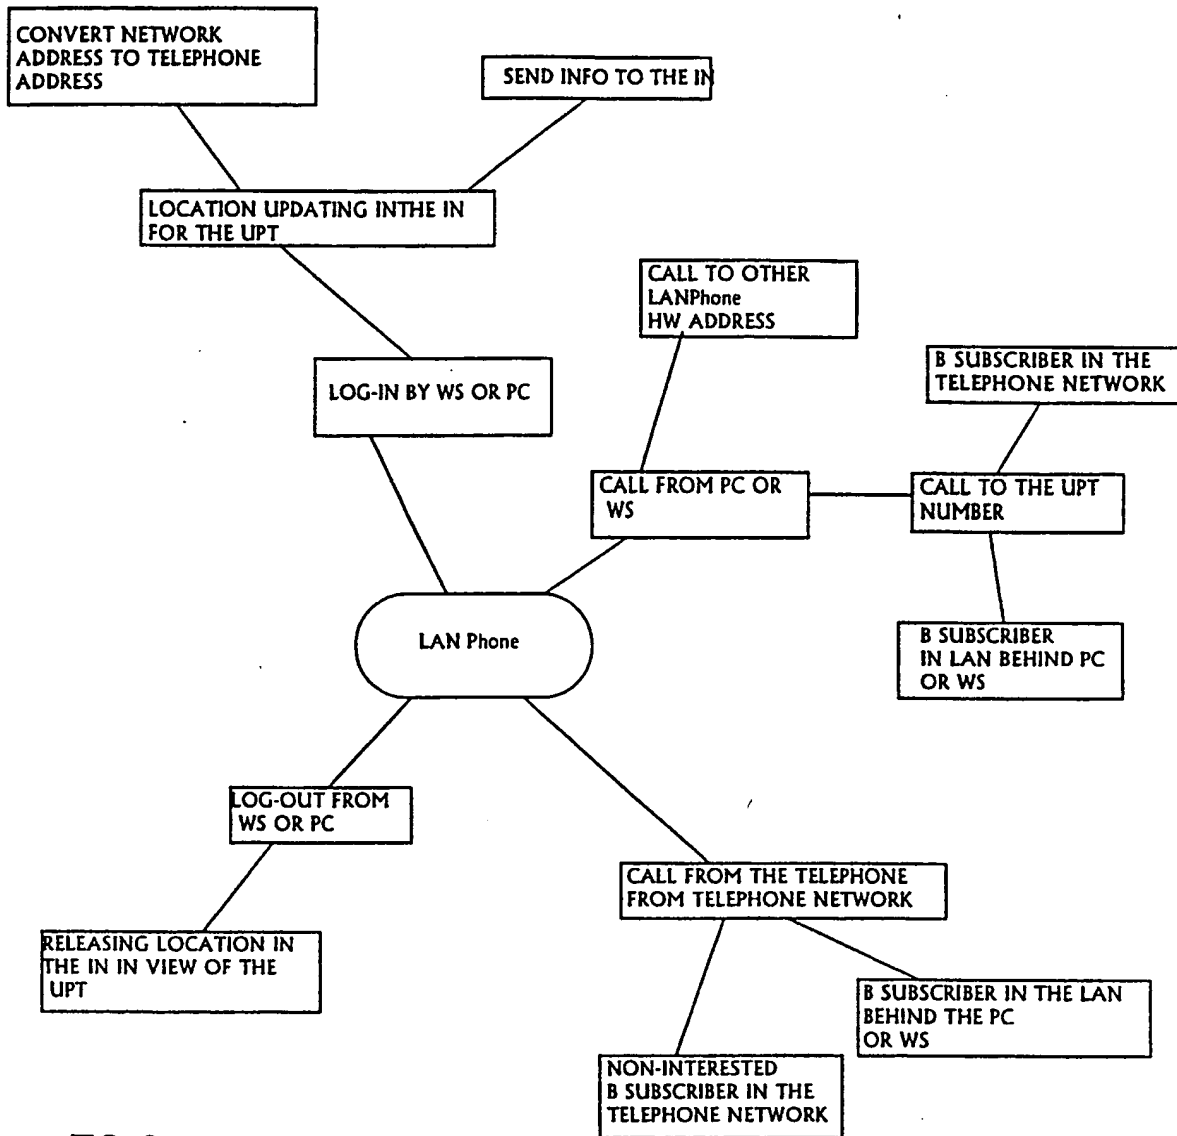 CONVERT NETWORK
ADDRESS TO TELEPHONE
ADDRESS
SEND INFO TO THE IN
LOCATION UPDATING INTHE IN
FOR THE UPT
CALL TO OTHER
LANPhone
HW ADDRESS
B SUBSCRIBER IN THE
TELEPHONE NETWORK
LOG-IN BY WS OR PC
CALL FROM PC OR
WS
CALL TO THE UPT
NUMBER
B SUBSCRIBER
IN LAN BEHIND PC
OR WS
LAN Phone
LOG-OUT FROM
WS OR PC
CALL FROM THE TELEPHONE
FROM TELEPHONE NETWORK
RELEASING LOCATION IN
THE IN IN VIEW OF THE
UPT
B SUBSCRIBER IN THE LAN
BEHIND THE PC
OR WS
NON-INTERESTED
B SUBSCRIBER IN THE
TELEPHONE NETWORK